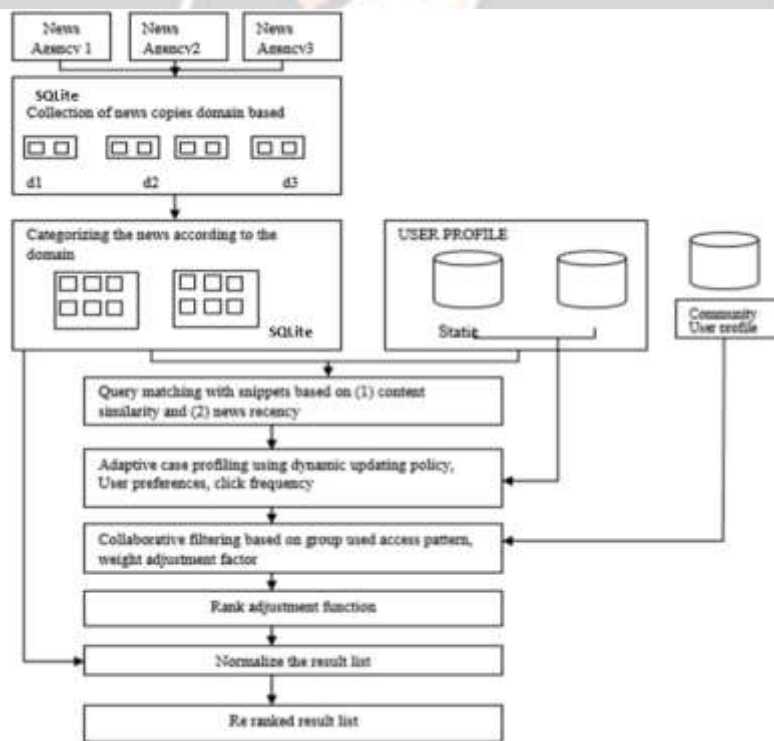 News
Agency 1
News
Agency2
News
Agency3
SQLite
Collection of news copies domain based
d1
d2
d3
Categorizing the news according to the
domain
SQLite
USER PROFILE
Static
Community
User profile
Query matching with snippets based on (1) content
similarity and (2) news recency
Adaptive case profiling using dynamic updating policy,
User preferences, click frequency
Collaborative filtering based on group used access pattern,
weight adjustment factor
Rank adjustment function
Normalize the result list
Re ranked result list